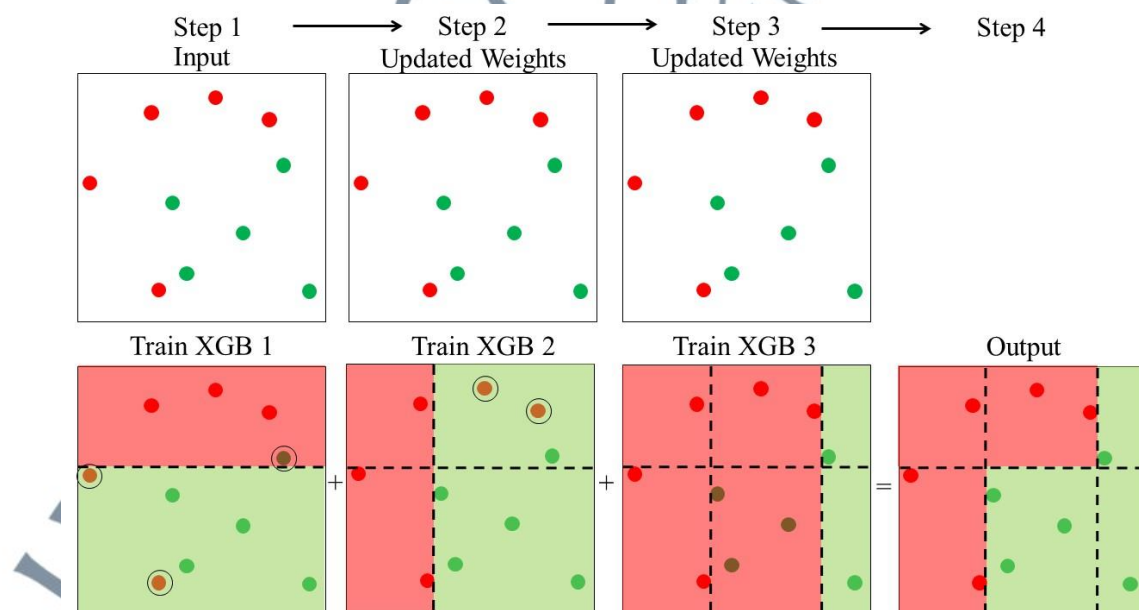 Step 1 Step 2 Step 3 Step 4
Input Updated Weights Updated Weights
Train XGB 1 Train XGB 2 Train XGB 3 Output
+ + =